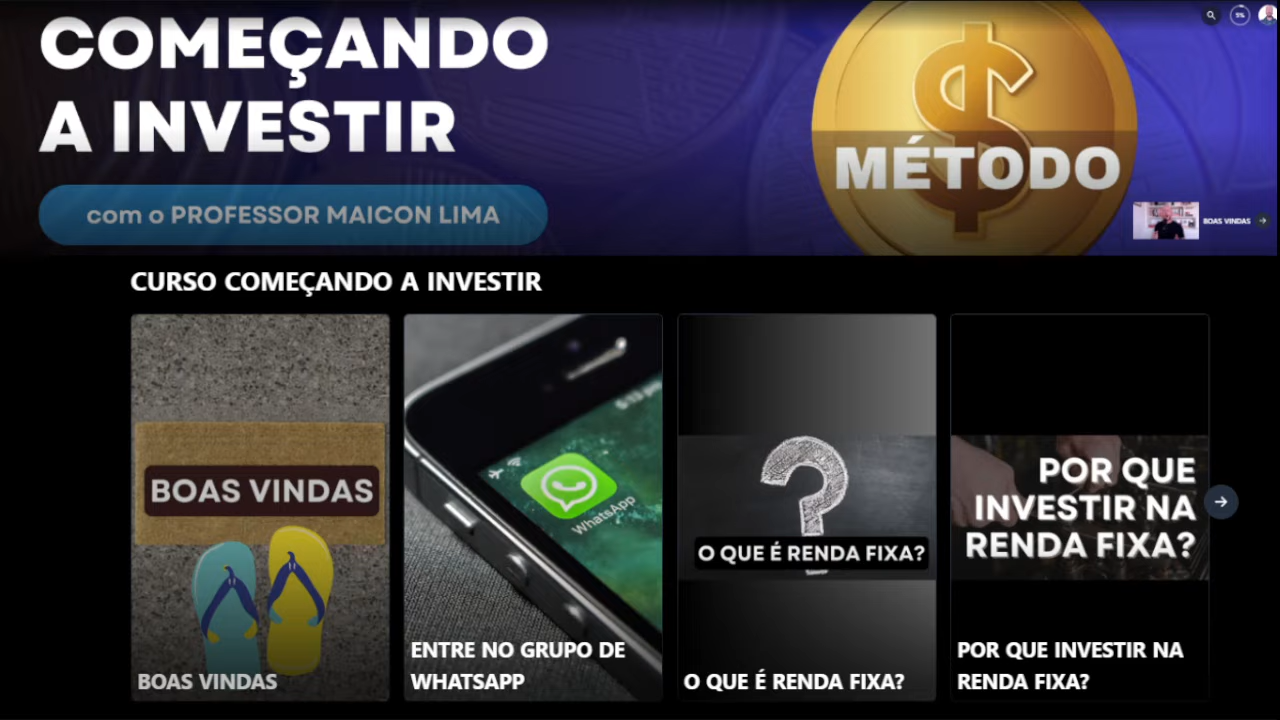 COMEÇANDO
A INVESTIR
com o PROFESSOR MAICON LIMA
MÉTODO
5%
BOAS VINDAS
CURSO COMEÇANDO A INVESTIR
BOAS VINDAS
BOAS VINDAS
WhatsApp
ENTRE NO GRUPO DE
WHATSAPP
O QUE É RENDA FIXA?
O QUE É RENDA FIXA?
POR QUE
INVESTIR NA
RENDA FIXA?
POR QUE INVESTIR NA
RENDA FIXA?